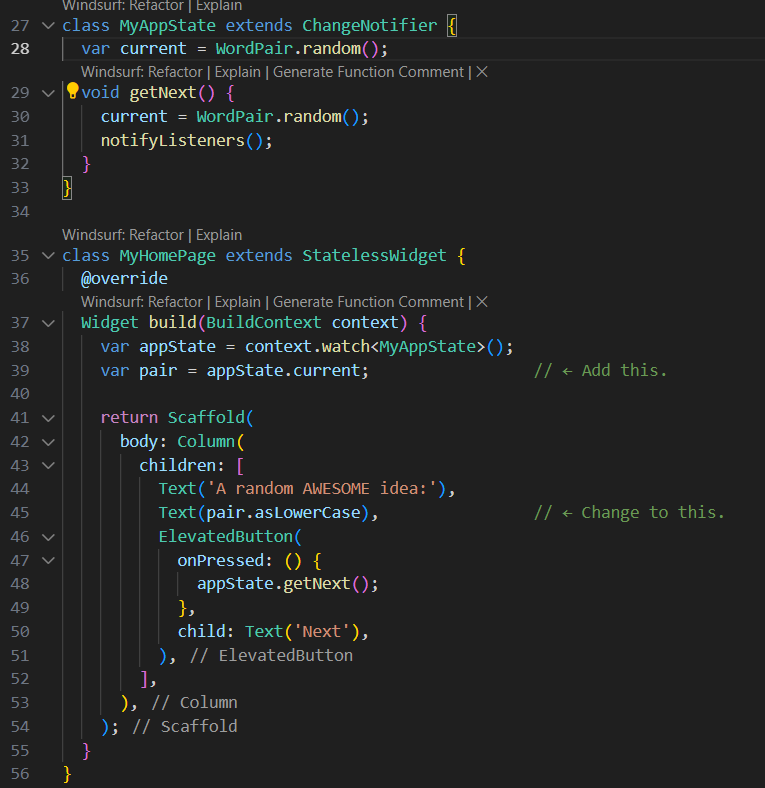 Windsurf: Refactor | Explain
27 class MyAppState extends ChangeNotifier {
28 var current = WordPair.random();
Windsurf: Refactor | Explain | Generate Function Comment | ×
29 void getNext() {
30 current = WordPair.random();
31 notifyListeners();
32 }
33 }
34
Windsurf: Refactor | Explain
35 class MyHomePage extends StatelessWidget {
36 @override
Windsurf: Refactor | Explain | Generate Function Comment | ×
37 Widget build(BuildContext context) {
38 var appState = context.watch<MyAppState>();
39 var pair = appState.current; // ← Add this.
40
41 return Scaffold(
42 body: Column(
43 children: [
44 Text('A random AWESOME idea:'),
45 Text(pair.asLowerCase), // ← Change to this.
46 ElevatedButton(
47 onPressed: () {
48 appState.getNext();
49 },
50 child: Text('Next'),
51 ), // ElevatedButton
52 ],
53 ), // Column
54 ); // Scaffold
55 }
56 }